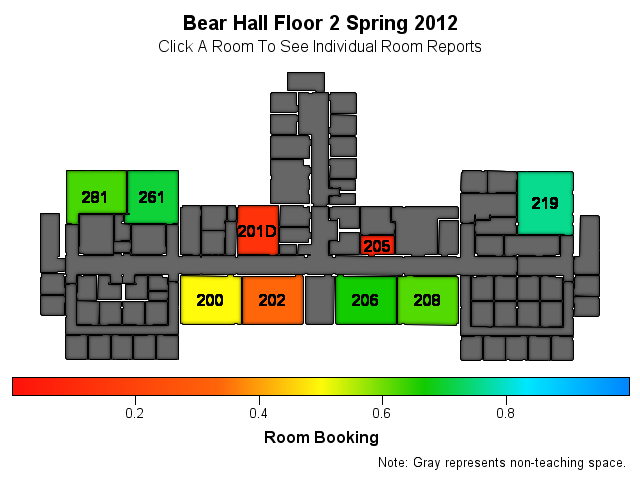 Bear Hall Floor 2 Spring 2012
Click A Room To See Individual Room Reports
281
261
219
201D
205
200
202
206
208
0.2
0.4
0.6
0.8
Room Booking
Note: Gray represents non-teaching space.